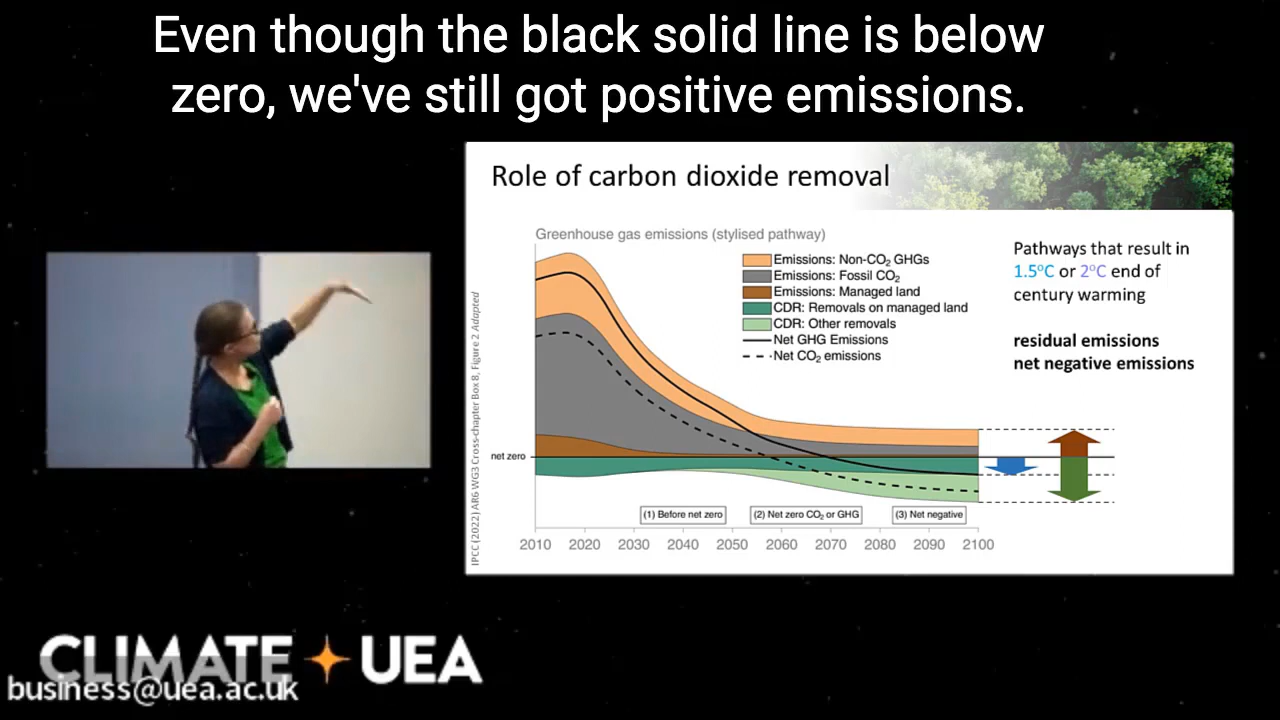 Even though the black solid line is below
zero, we've still got positive emissions.
Role of carbon dioxide removal
Greenhouse gas emissions (stylised pathway)
Emissions: Non-CO₂ GHGs
Emissions: Fossil CO₂
Emissions: Managed land
CDR: Removals on managed land
CDR: Other removals
Net GHG Emissions
Net CO₂ emissions
Pathways that result in
1.5°C or 2°C end of
century warming
residual emissions
net negative emissions
IPCC (2022) AR6 WG3 Cross-chapter Box 8, Figure 2 Adapted
net zero
(1) Before net zero
(2) Net zero CO₂ or GHG
(3) Net negative
2010 2020 2030 2040 2050 2060 2070 2080 2090 2100
CLIMATE UEA
business@uea.ac.uk